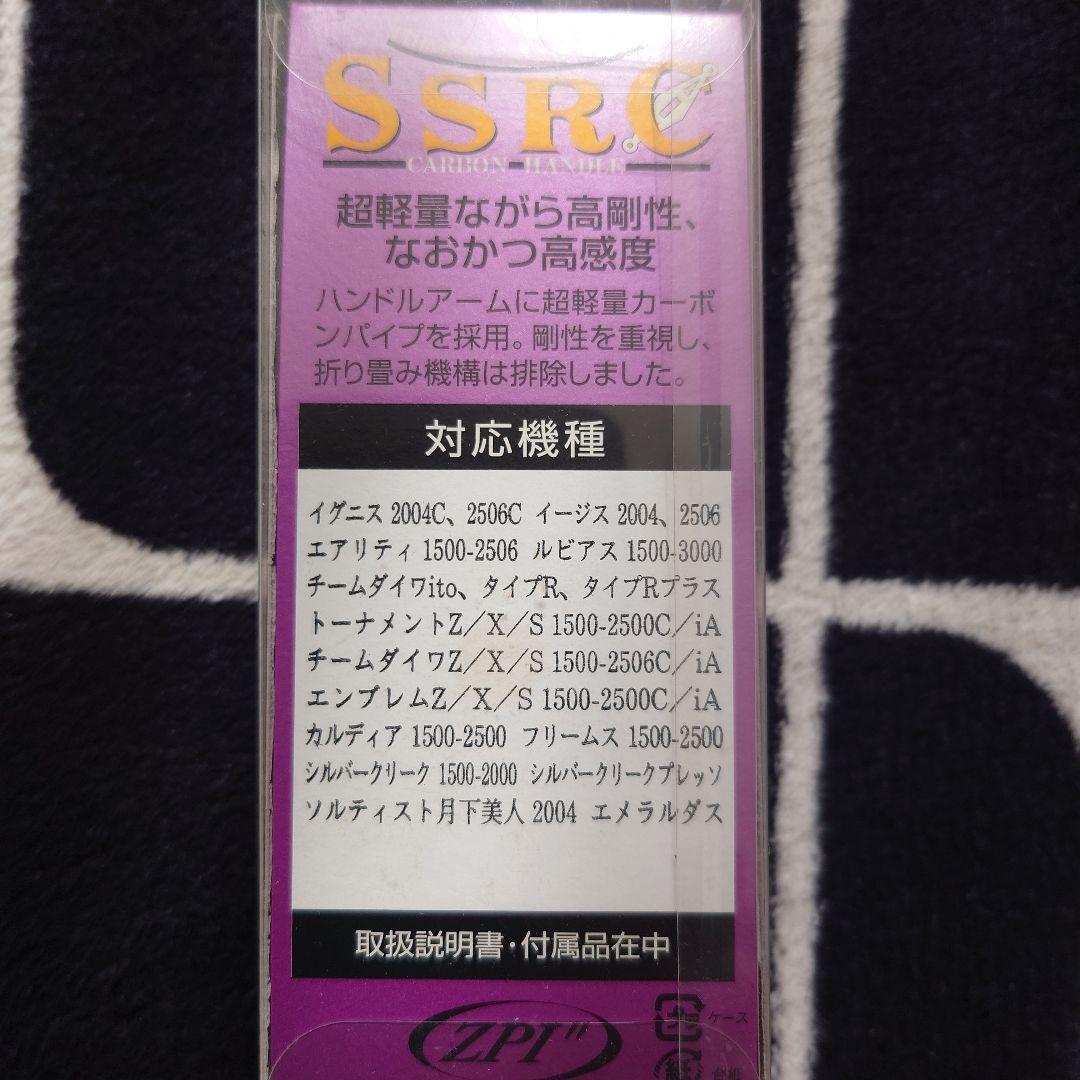 SSRC
CARBON HANDLE
超軽量ながら高剛性、
なおかつ高感度
ハンドルアームに超軽量カーボ
ンパイプを採用。剛性を重視し、
折り畳み機構は排除しました。
対応機種
イグニス 2004C、2506C イージス 2004、2506
エアリティ 1500-2506 ルビアス 1500-3000
チームダイワito、タイプR、タイプRプラス
トーナメントZ／X／S 1500-2500C／iA
チームダイワZ／X／S 1500-2506C／iA
エンブレムZ／X／S 1500-2500C／iA
カルディア 1500-2500 フリームス 1500-2500
シルバークリーク 1500-2000 シルバークリークプレッソ
ソルティスト月下美人 2004 エメラルダス
取扱説明書・付属品在中
ZPI"
ケース